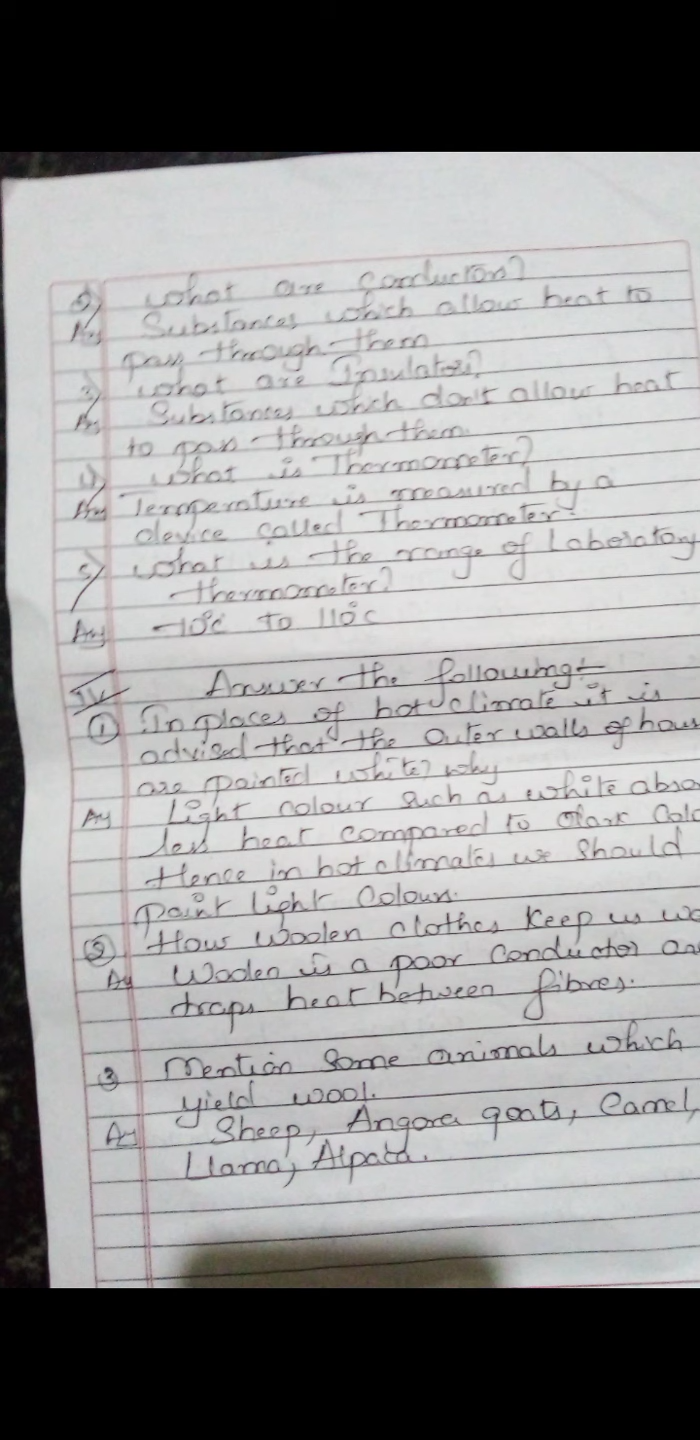 2) What are Conductors?
Ans Substances which allow heat to
pass through them
3) What are Insulators?
Ans Substances which don't allow heat
to pass through them.
4) What is Thermometer?
Ans Temperature is measured by a
device called Thermometer.
5) What is the range of Laboratory
thermometer?
Ans -10°c to 110°c
IV Answer the following:-
① In places of hot climate it is
advised that the outer walls of hous
are painted white? why
Ans Light colour such as white abso
less heat compared to dark Colo
Hence in hot climates we should
paint light Colour.
② How woolen clothes keep us wa
Ans Woolen is a poor conductor an
traps heat between fibres.
③ Mention Some animals which
yield wool.
Ans Sheep, Angora goats, Camel,
Llama, Alpata.